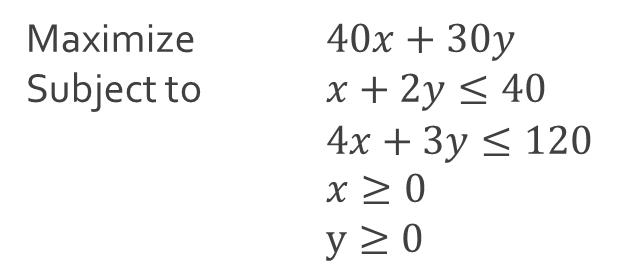 Maximize 40𝑥 + 30𝑦
Subject to 𝑥 + 2𝑦 ≤ 40
4𝑥 + 3𝑦 ≤ 120
𝑥 ≥ 0
y ≥ 0